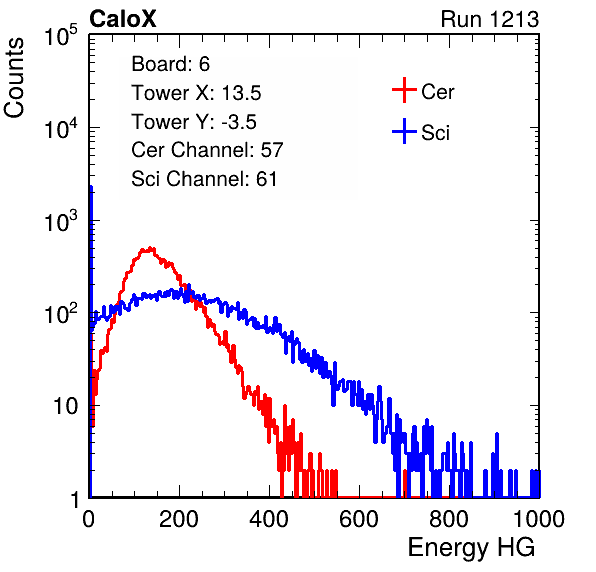 CaloX Run 1213
Counts
10^5
10^4
10^3
10^2
10
1
Board: 6
Tower X: 13.5
Tower Y: -3.5
Cer Channel: 57
Sci Channel: 61
Cer
Sci
0 200 400 600 800 1000
Energy HG